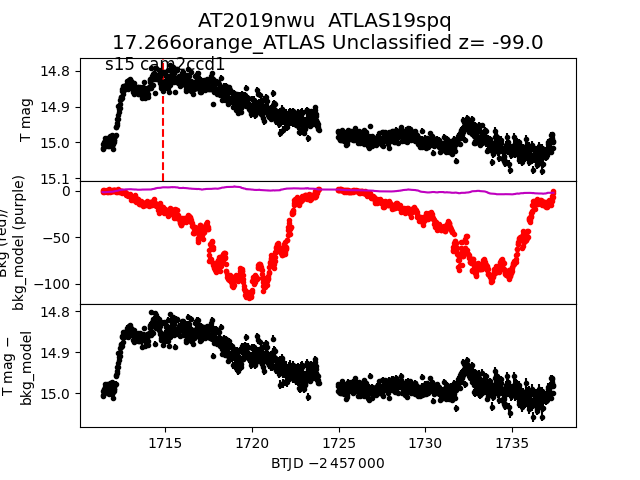 AT2019nwu ATLAS19spq
17.266orange_ATLAS Unclassified z= -99.0
s15 cam2ccd1
14.8
14.9
15.0
15.1
T mag
0
−50
−100
Bkg (red)/
bkg_model (purple)
14.8
14.9
15.0
T mag −
bkg_model
1715
1720
1725
1730
1735
BTJD −2 457 000